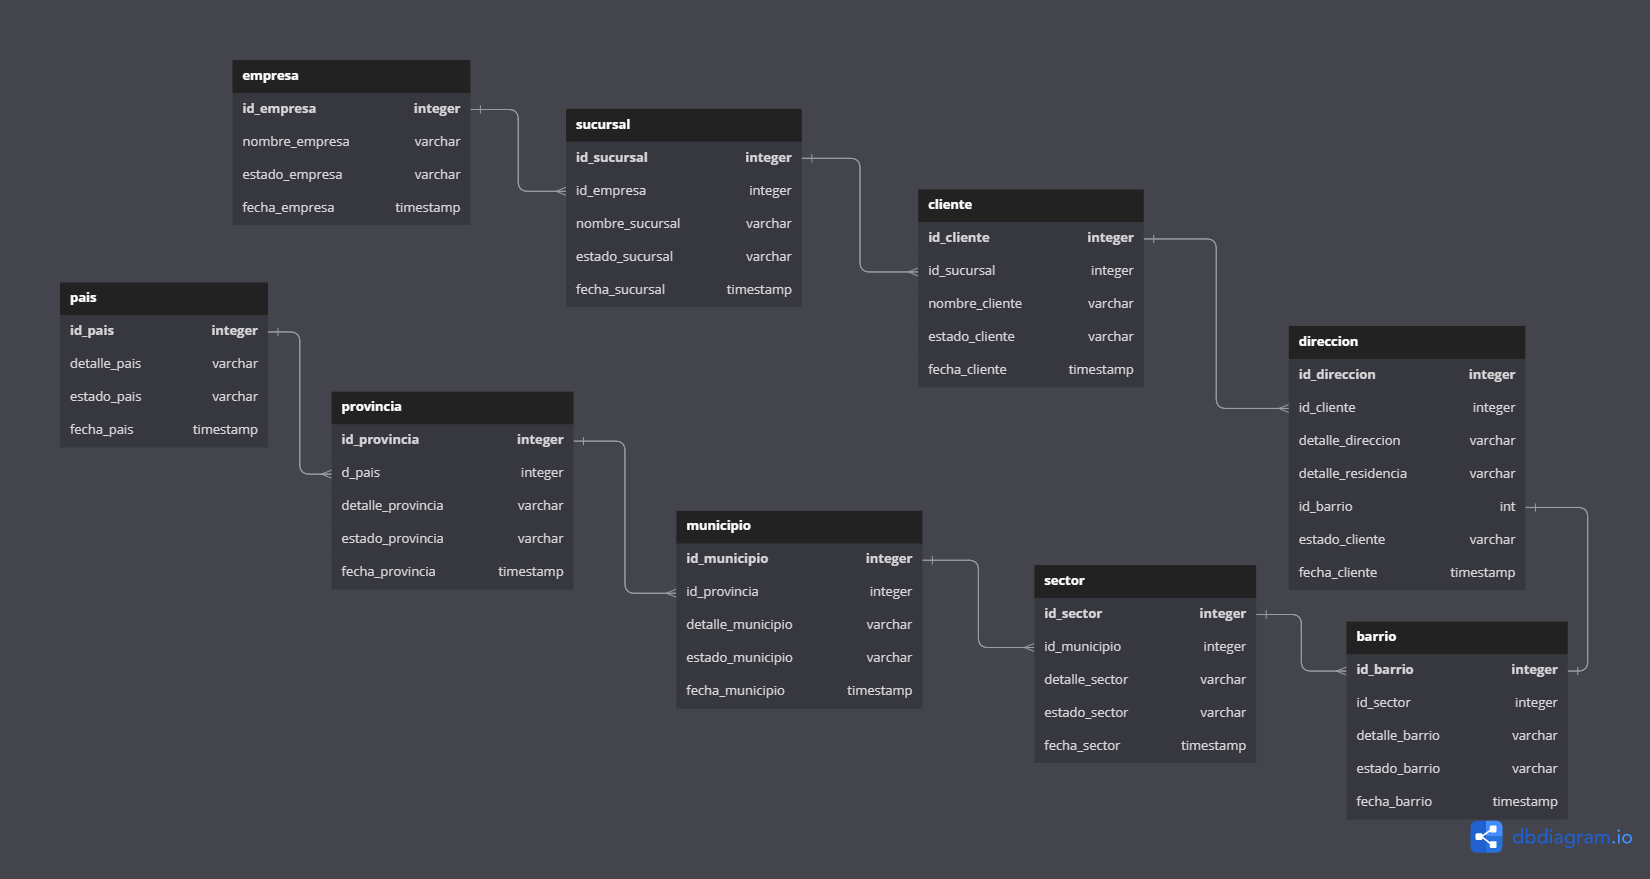 empresa
id_empresa integer
nombre_empresa varchar
estado_empresa varchar
fecha_empresa timestamp
sucursal
id_sucursal integer
id_empresa integer
nombre_sucursal varchar
estado_sucursal varchar
fecha_sucursal timestamp
cliente
id_cliente integer
id_sucursal integer
nombre_cliente varchar
estado_cliente varchar
fecha_cliente timestamp
pais
id_pais integer
detalle_pais varchar
estado_pais varchar
fecha_pais timestamp
direccion
id_direccion integer
id_cliente integer
detalle_direccion varchar
detalle_residencia varchar
id_barrio int
estado_cliente varchar
fecha_cliente timestamp
provincia
id_provincia integer
d_pais integer
detalle_provincia varchar
estado_provincia varchar
fecha_provincia timestamp
municipio
id_municipio integer
id_provincia integer
detalle_municipio varchar
estado_municipio varchar
fecha_municipio timestamp
sector
id_sector integer
id_municipio integer
detalle_sector varchar
estado_sector varchar
fecha_sector timestamp
barrio
id_barrio integer
id_sector integer
detalle_barrio varchar
estado_barrio varchar
fecha_barrio timestamp
dbdiagram.io